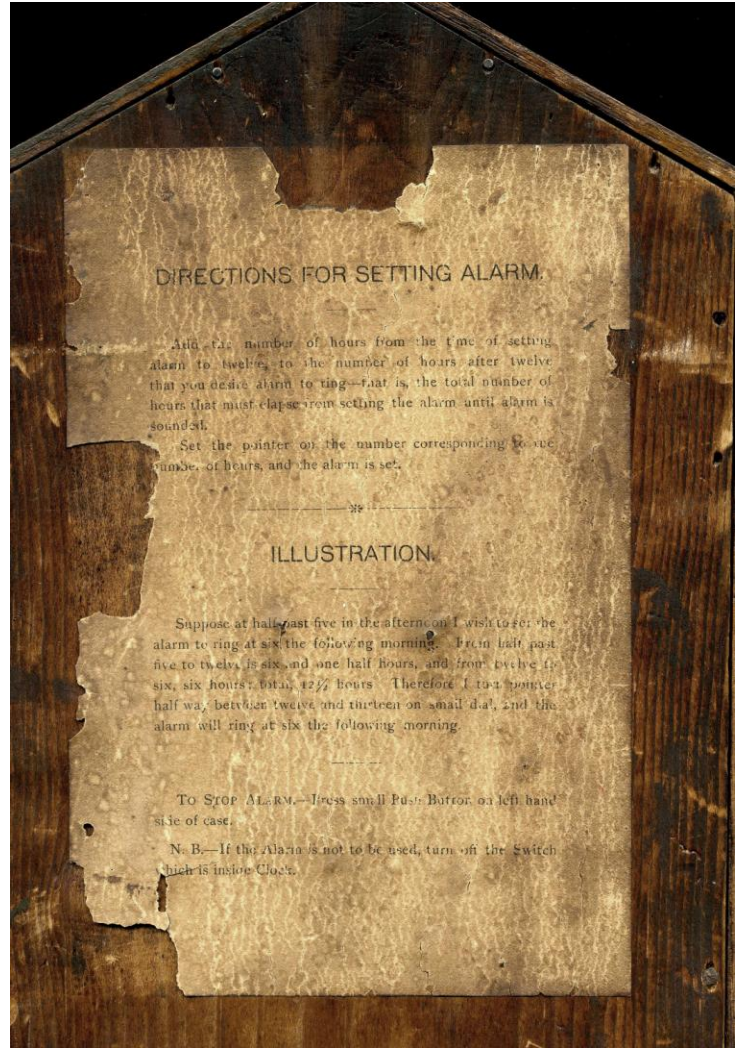 DIRECTIONS FOR SETTING ALARM.
Add the number of hours from the time of setting
alarm to twelve, to the number of hours after twelve
that you desire alarm to ring—that is, the total number of
hours that must elapse from setting the alarm until alarm is
sounded.
Set the pointer on the number corresponding to the
number of hours, and the alarm is set.
ILLUSTRATION.
Suppose at half past five in the afternoon I wish to set the
alarm to ring at six the following morning. From half past
five to twelve is six and one half hours, and from twelve to
six, six hours; total, 12½ hours Therefore I turn pointer
half way between twelve and thirteen on small dial, and the
alarm will ring at six the following morning.
TO STOP ALARM.—Press small Push Button on left hand
side of case.
N. B.—If the Alarm is not to be used, turn off the Switch
which is inside Clock.